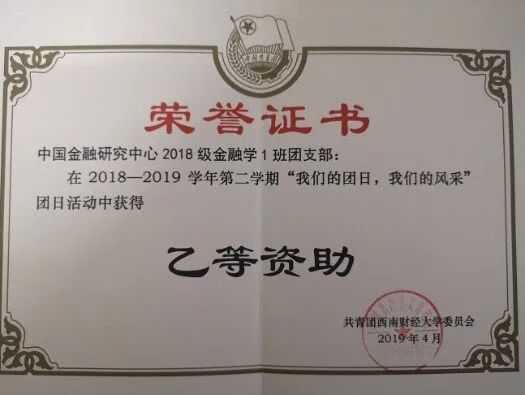 荣誉证书
中国金融研究中心 2018 级金融学 1 班团支部：
在 2018—2019 学年第二学期“我们的团日，我们的风采”
团日活动中获得
乙等资助
共青团西南财经大学委员会
2019 年 4 月